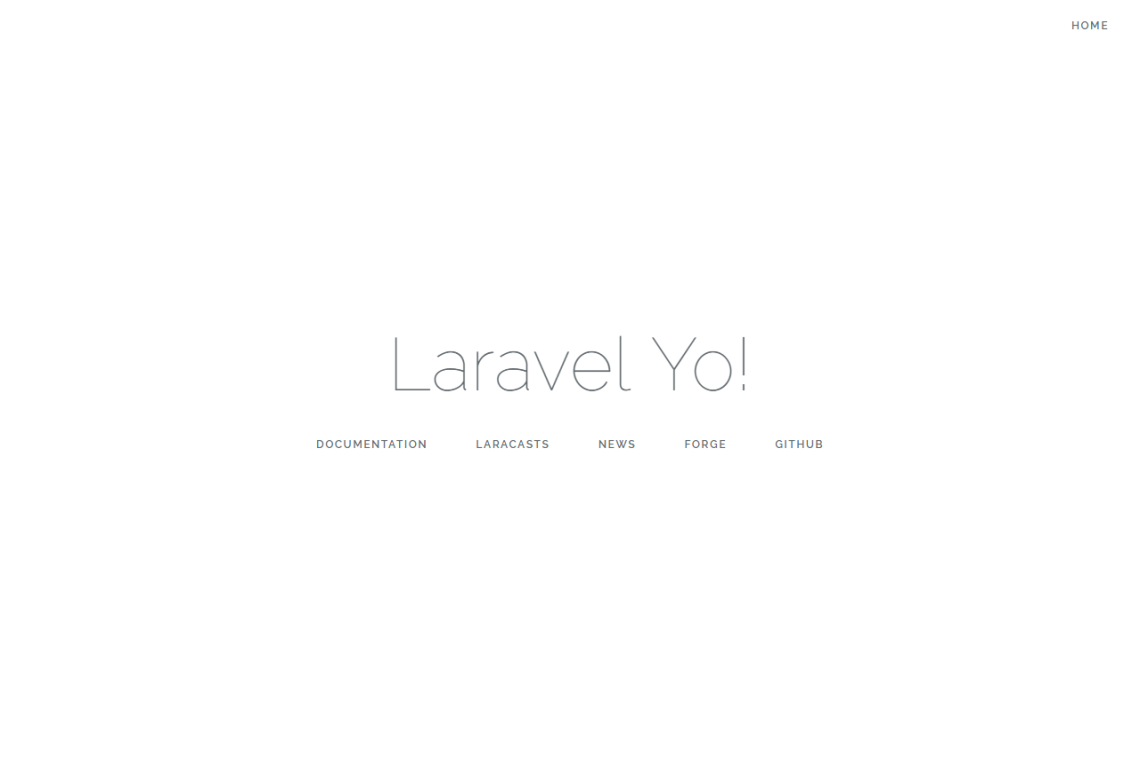 HOME
Laravel Yo!
DOCUMENTATION LARACASTS NEWS FORGE GITHUB